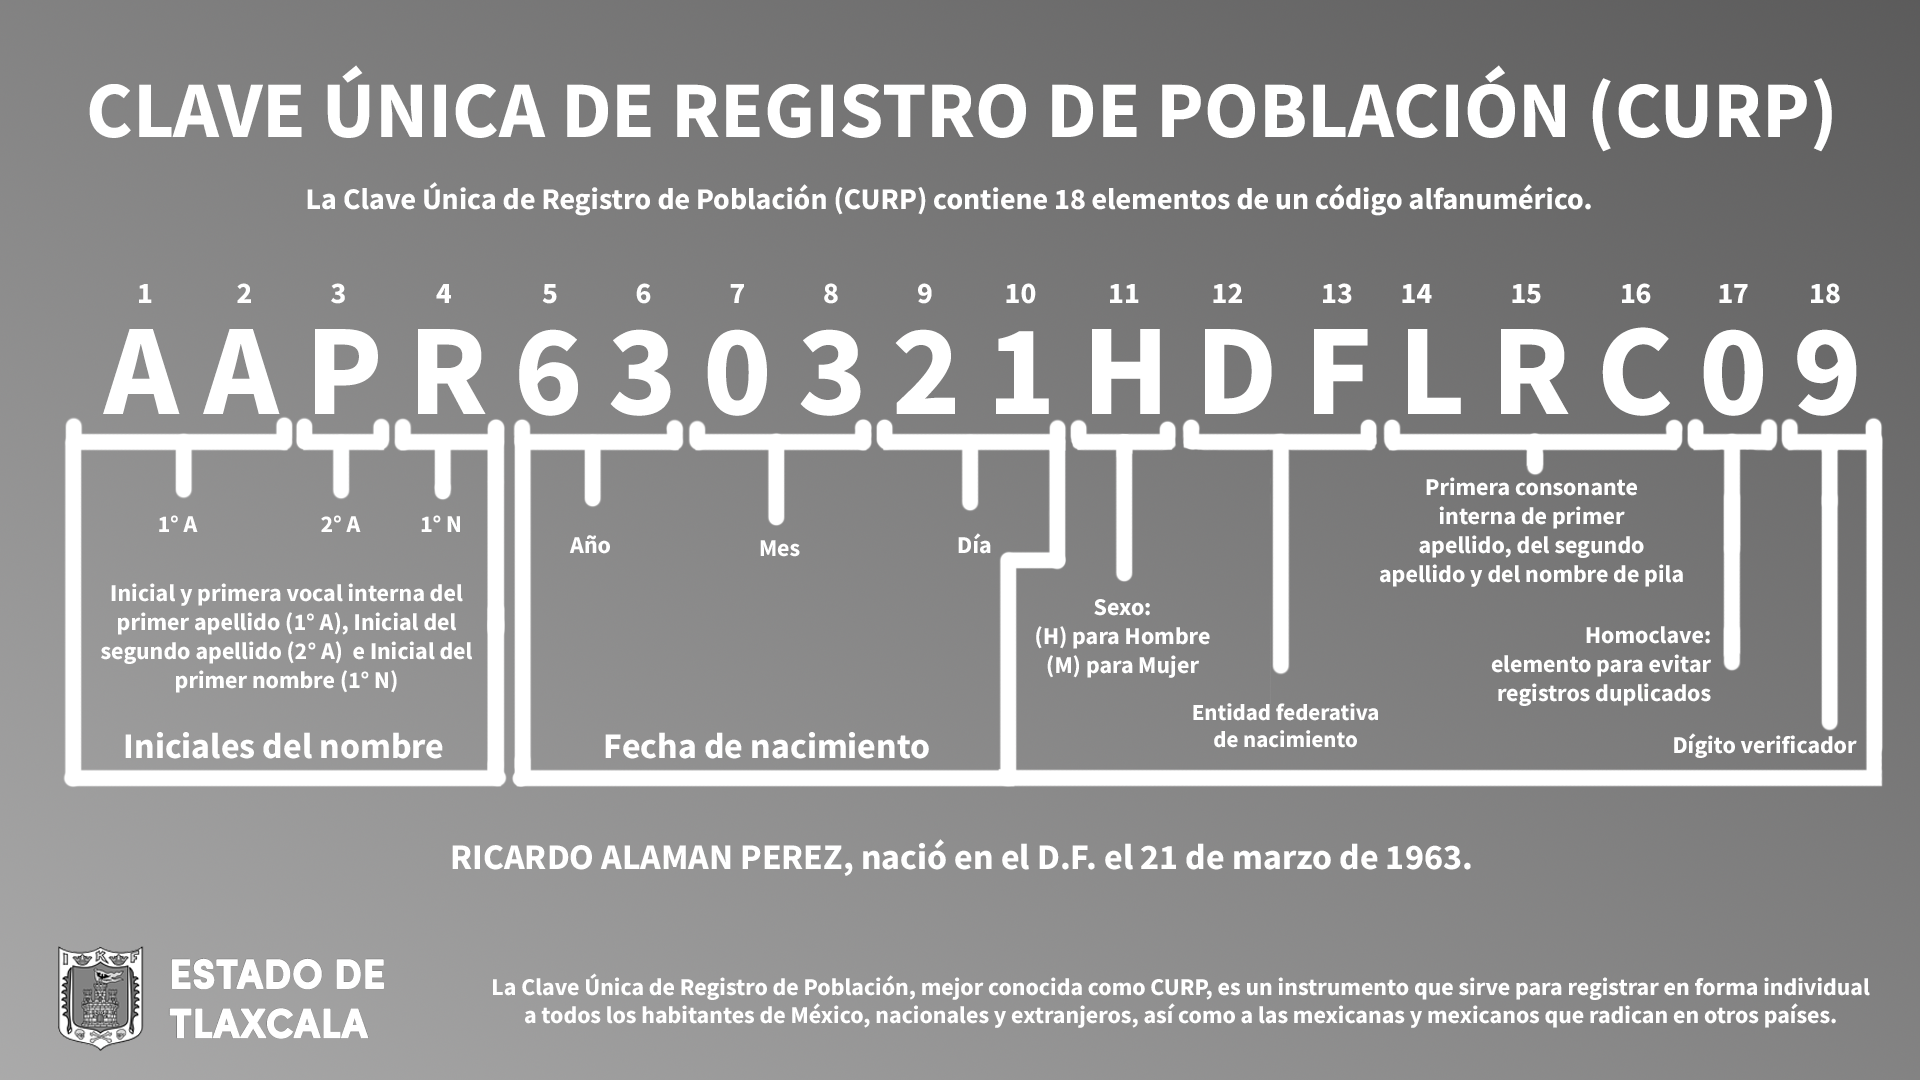 CLAVE ÚNICA DE REGISTRO DE POBLACIÓN (CURP)
La Clave Única de Registro de Población (CURP) contiene 18 elementos de un código alfanumérico.
1 2 3 4 5 6 7 8 9 10 11 12 13 14 15 16 17 18
A A P R 6 3 0 3 2 1 H D F L R C 0 9
1° A 2° A 1° N
Inicial y primera vocal interna del
primer apellido (1° A), Inicial del
segundo apellido (2° A) e Inicial del
primer nombre (1° N)
Iniciales del nombre
Año Mes Día
Fecha de nacimiento
Sexo:
(H) para Hombre
(M) para Mujer
Entidad federativa
de nacimiento
Primera consonante
interna de primer
apellido, del segundo
apellido y del nombre de pila
Homoclave:
elemento para evitar
registros duplicados
Dígito verificador
RICARDO ALAMAN PEREZ, nació en el D.F. el 21 de marzo de 1963.
I K F
ESTADO DE
TLAXCALA
La Clave Única de Registro de Población, mejor conocida como CURP, es un instrumento que sirve para registrar en forma individual
a todos los habitantes de México, nacionales y extranjeros, así como a las mexicanas y mexicanos que radican en otros países.